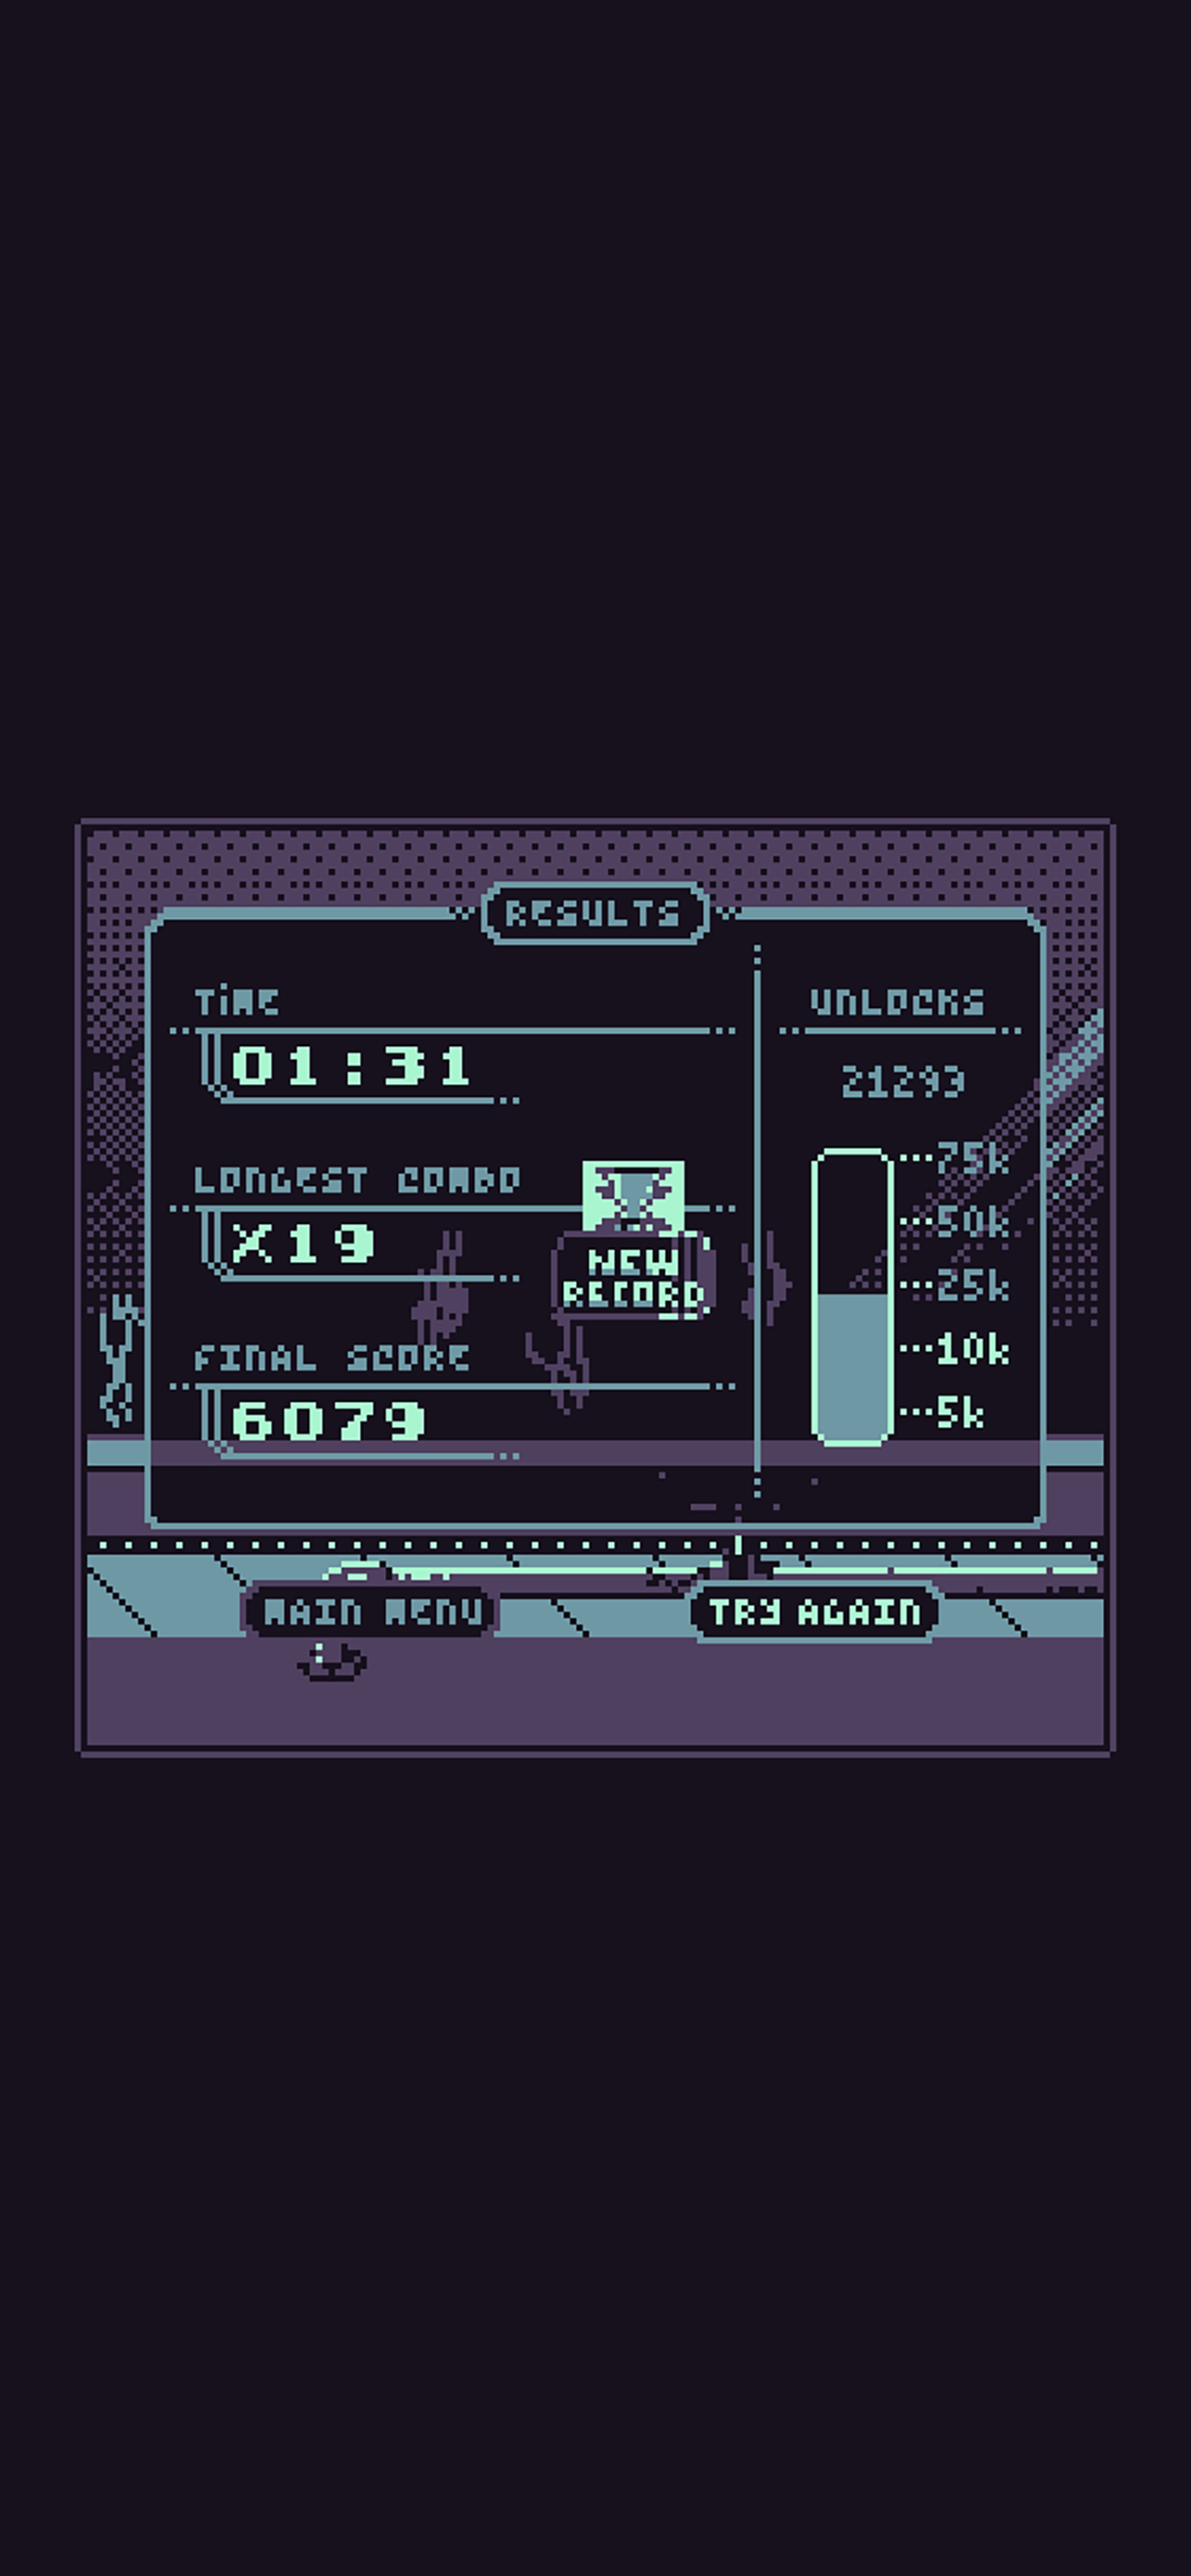 RESULTS
TiME
01:31
LONGEST COMBO
X19
NEW
RECORD
FINAL SCORE
6079
UNLOCKS
21293
75k
50k
25k
10k
5k
MAIN MENU
TRY AGAIN